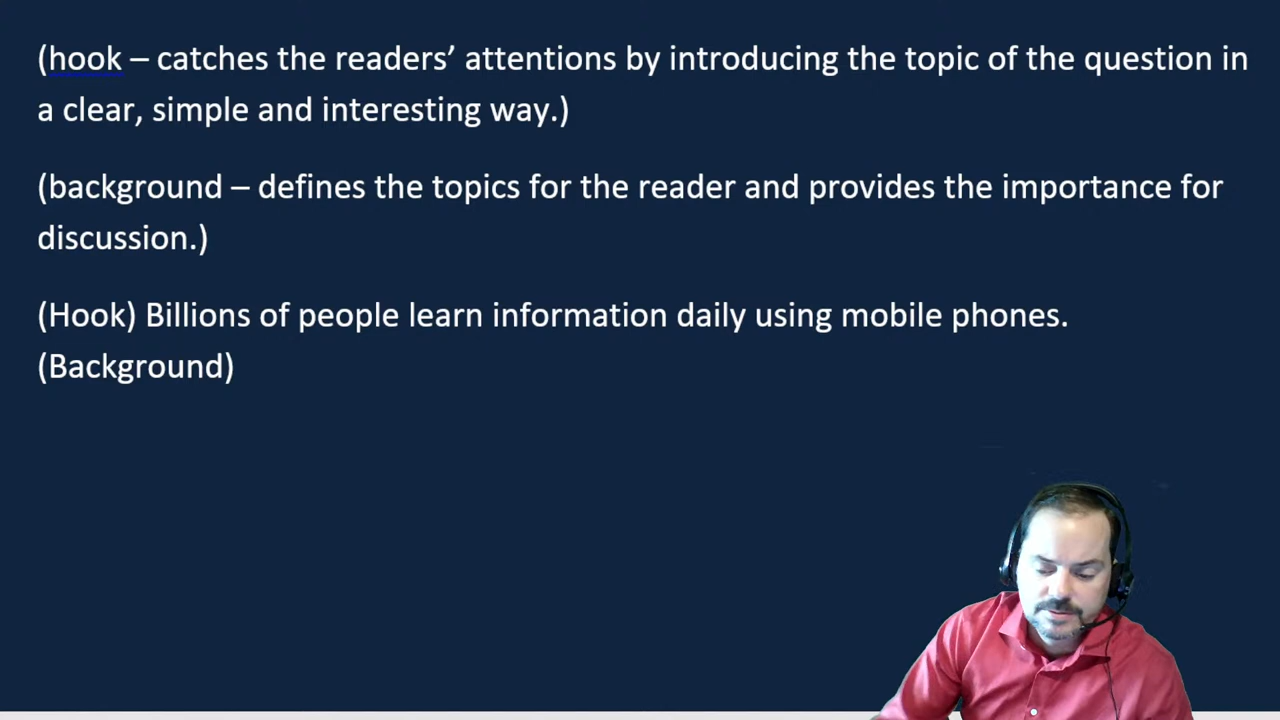 (hook – catches the readers’ attentions by introducing the topic of the question in
a clear, simple and interesting way.)
(background – defines the topics for the reader and provides the importance for
discussion.)
(Hook) Billions of people learn information daily using mobile phones.
(Background)